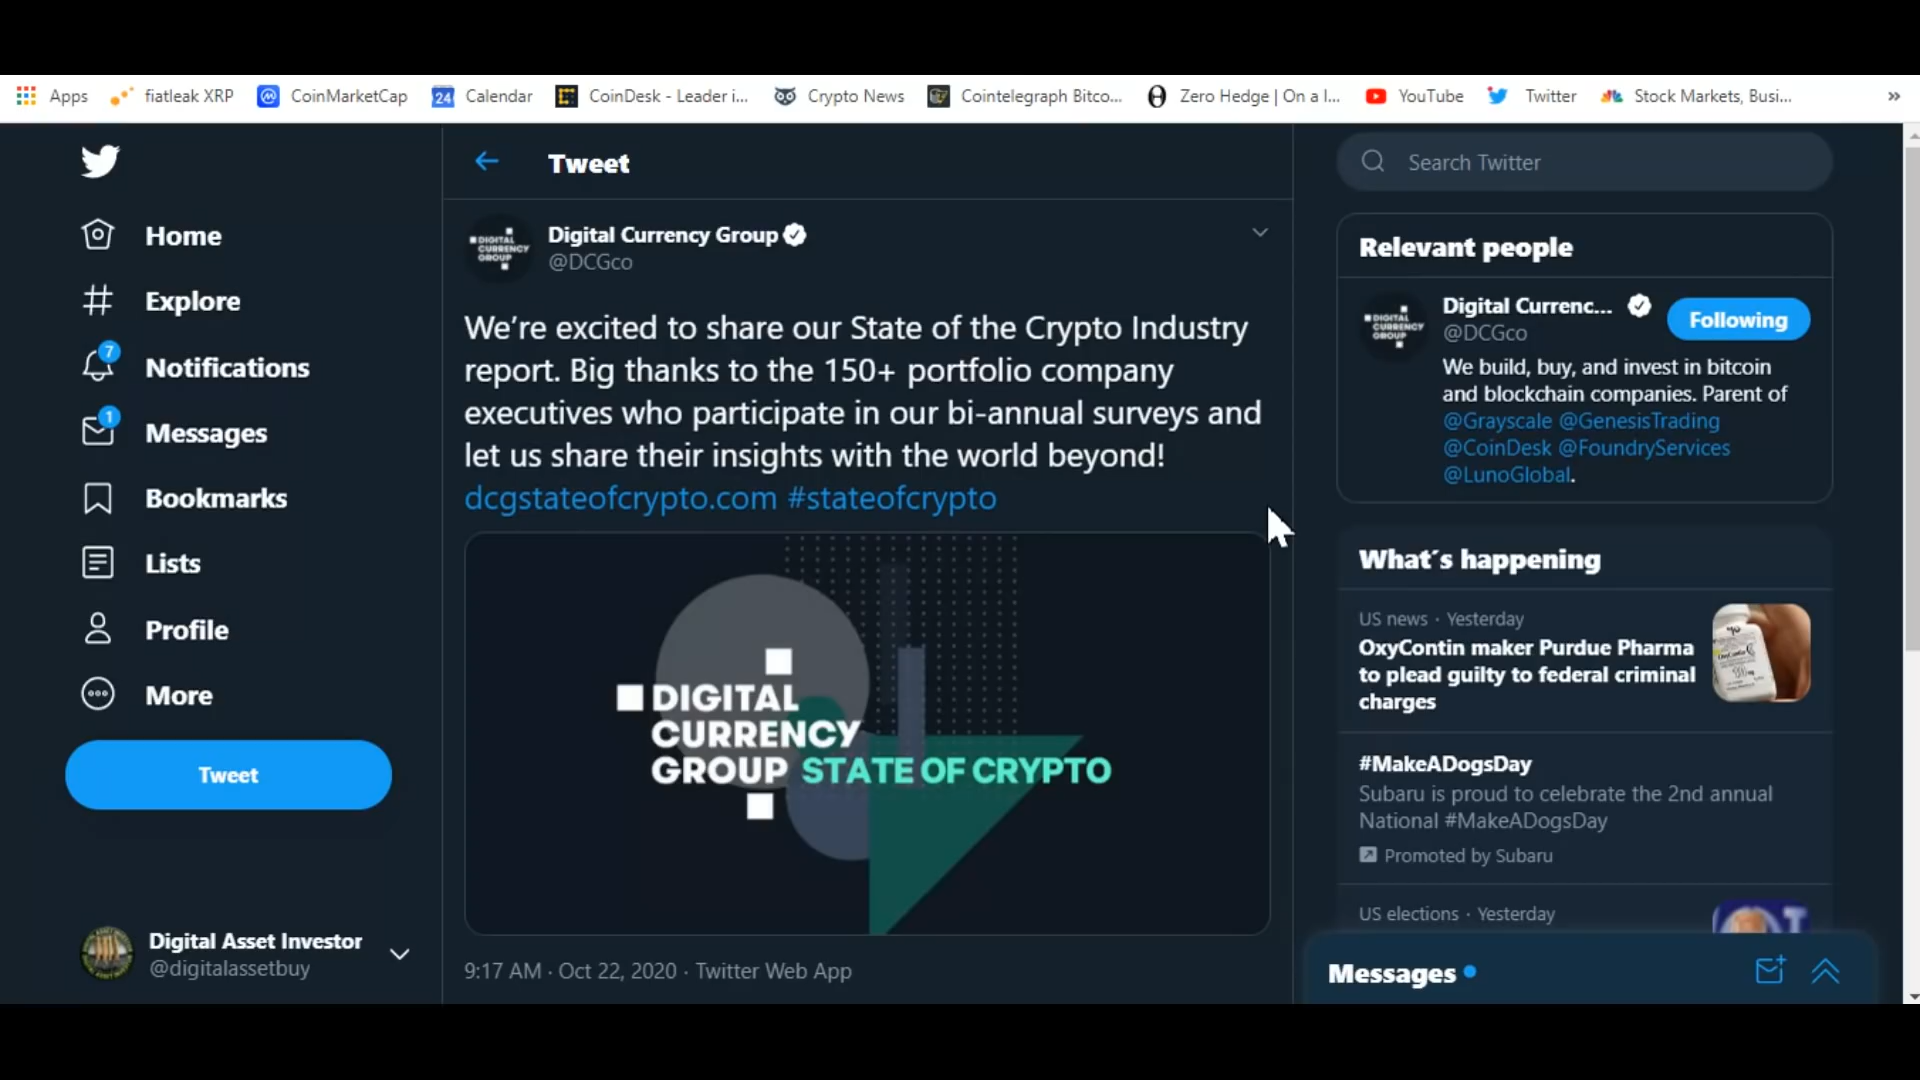 Apps
fiatleak XRP
CoinMarketCap
24
Calendar
CoinDesk - Leader i...
Crypto News
Cointelegraph Bitco...
Zero Hedge | On a l...
YouTube
Twitter
Stock Markets, Busi...
»
Home
Explore
7
Notifications
1
Messages
Bookmarks
Lists
Profile
More
Tweet
Digital Asset Investor
@digitalassetbuy
Tweet
DIGITAL
CURRENCY
GROUP
Digital Currency Group
@DCGco
We’re excited to share our State of the Crypto Industry
report. Big thanks to the 150+ portfolio company
executives who participate in our bi-annual surveys and
let us share their insights with the world beyond!
dcgstateofcrypto.com #stateofcrypto
DIGITAL
CURRENCY
GROUP STATE OF CRYPTO
9:17 AM · Oct 22, 2020 · Twitter Web App
Search Twitter
Relevant people
DIGITAL
CURRENCY
GROUP
Digital Currenc...
@DCGco
Following
We build, buy, and invest in bitcoin
and blockchain companies. Parent of
@Grayscale @GenesisTrading
@CoinDesk @FoundryServices
@LunoGlobal.
What's happening
US news · Yesterday
OxyContin maker Purdue Pharma
to plead guilty to federal criminal
charges
#MakeADogsDay
Subaru is proud to celebrate the 2nd annual
National #MakeADogsDay
Promoted by Subaru
US elections · Yesterday
Messages